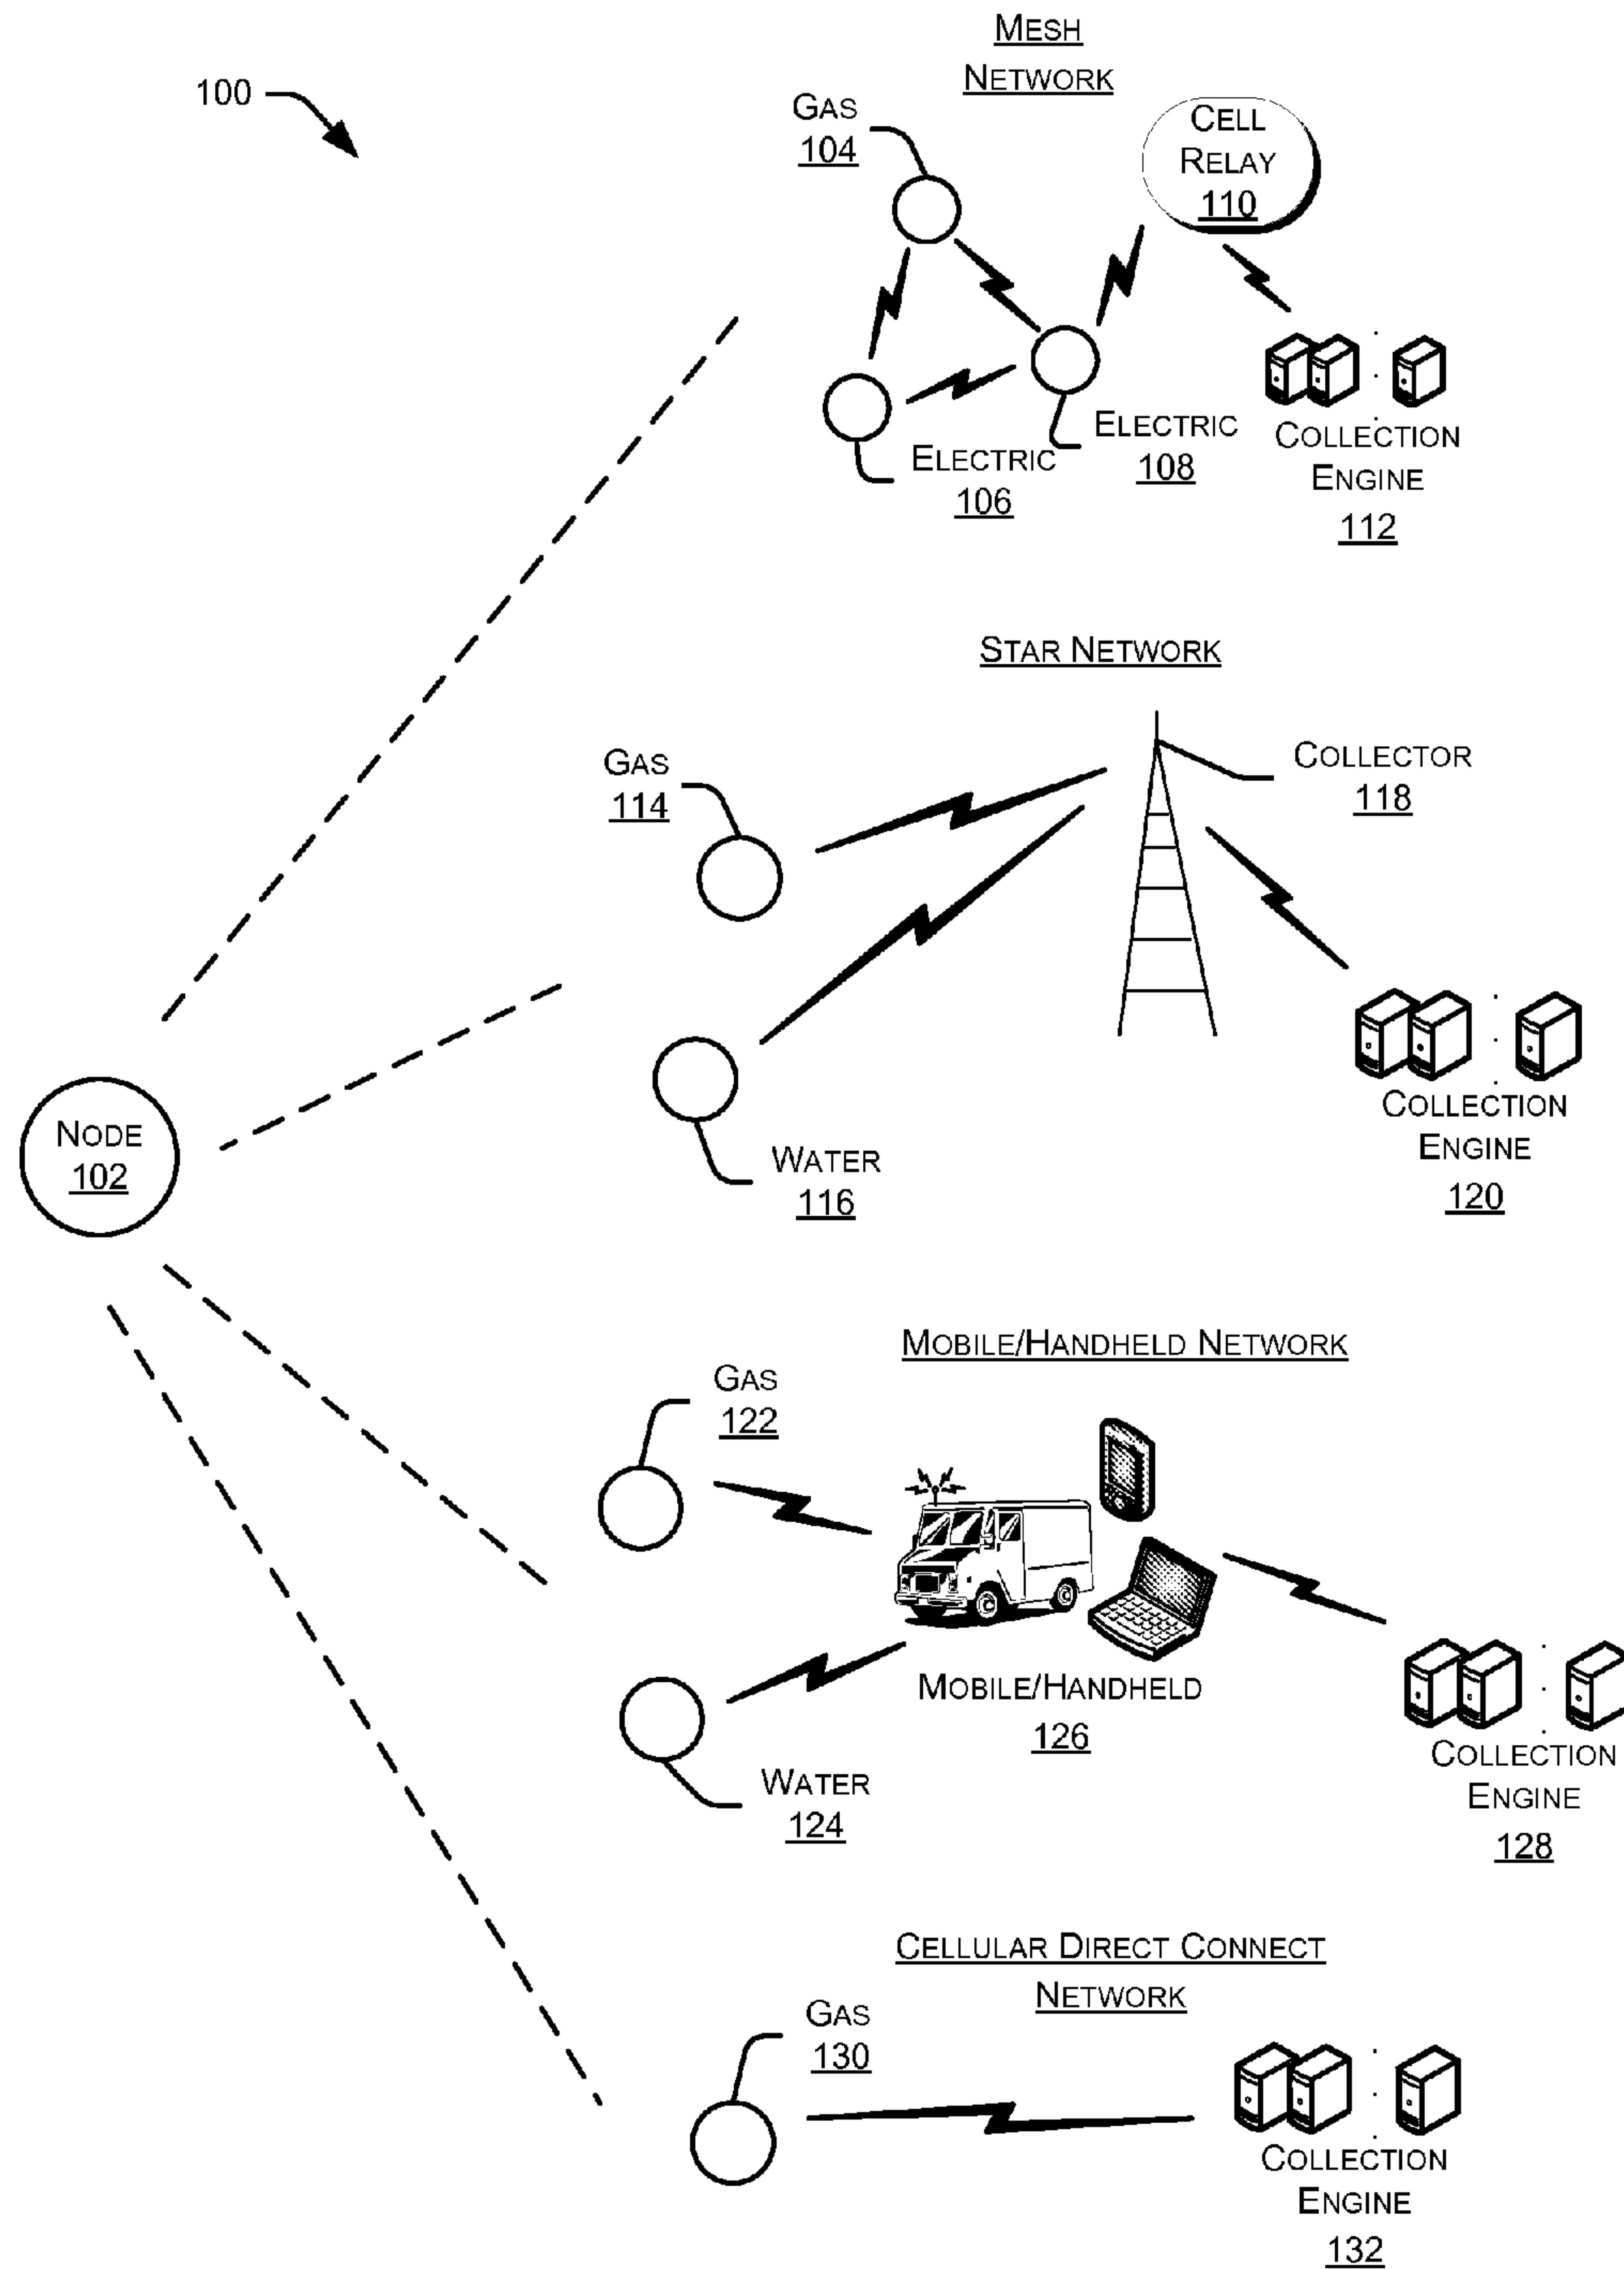 100
MESH
NETWORK
GAS
104
CELL
RELAY
110
ELECTRIC
106
ELECTRIC
108
COLLECTION
ENGINE
112
STAR NETWORK
GAS
114
COLLECTOR
118
WATER
116
COLLECTION
ENGINE
120
NODE
102
MOBILE/HANDHELD NETWORK
GAS
122
MOBILE/HANDHELD
126
WATER
124
COLLECTION
ENGINE
128
CELLULAR DIRECT CONNECT
NETWORK
GAS
130
COLLECTION
ENGINE
132